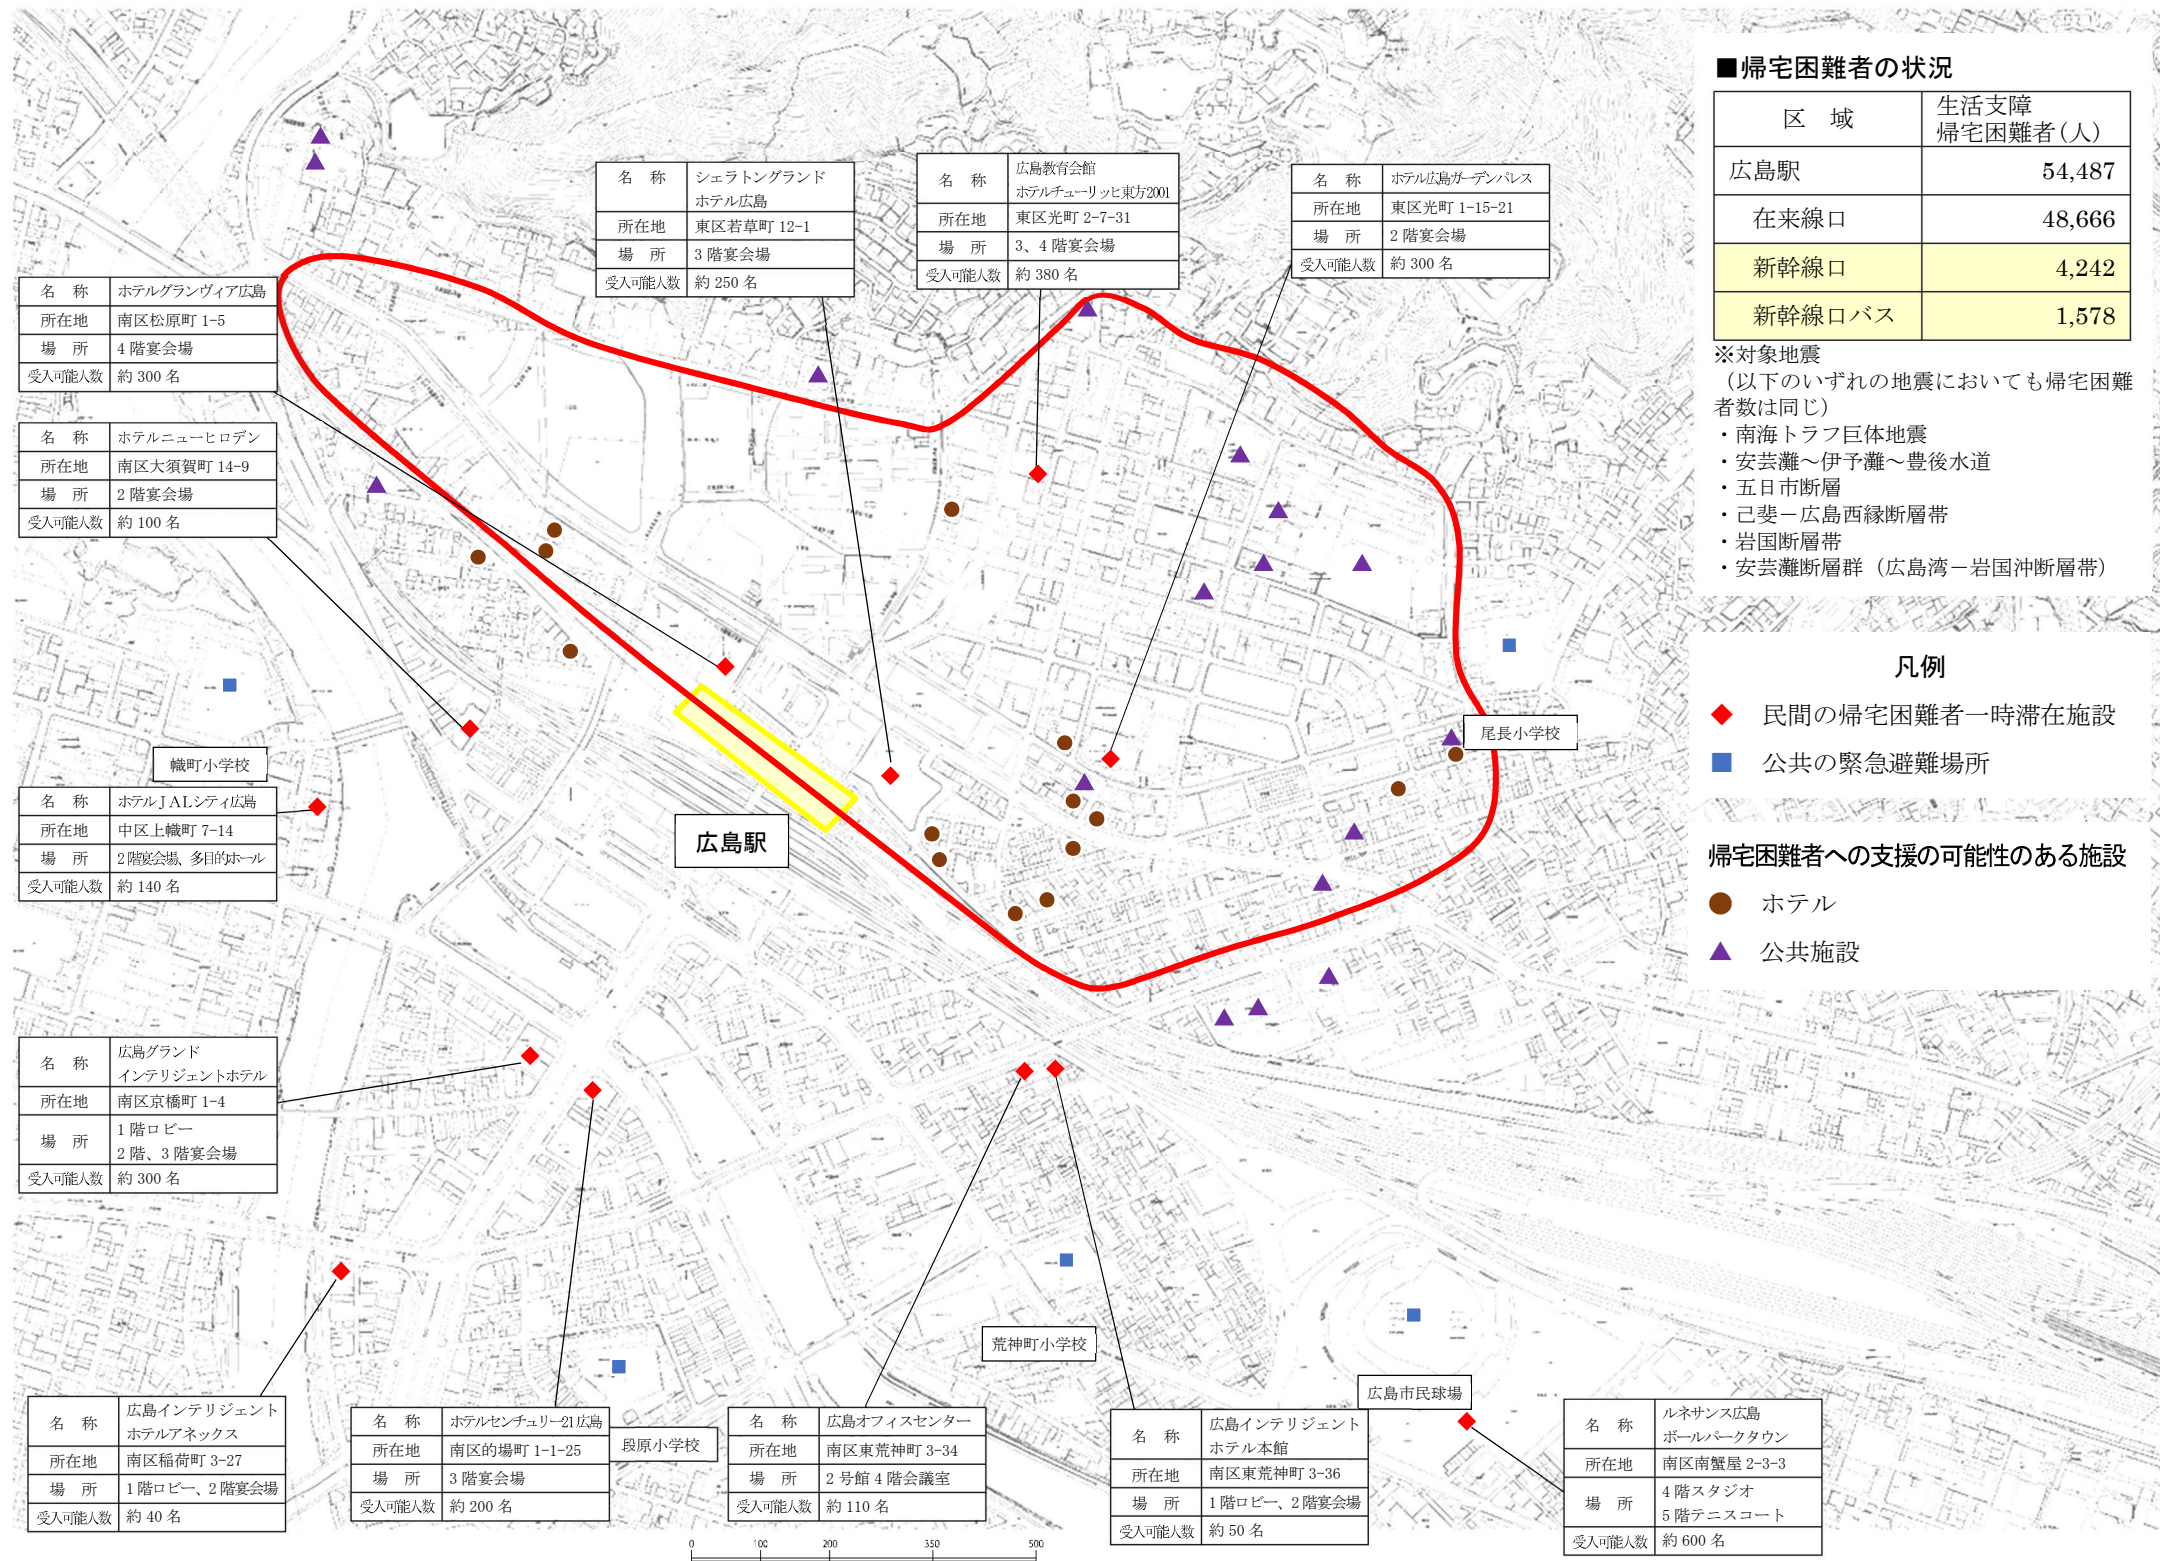 ■帰宅困難者の状況
区 域
生活支障
帰宅困難者(人)
広島駅 54,487
在来線口 48,666
新幹線口 4,242
新幹線口バス 1,578
※対象地震
（以下のいずれの地震においても帰宅困難
者数は同じ）
・南海トラフ巨体地震
・安芸灘～伊予灘～豊後水道
・五日市断層
・己斐－広島西縁断層帯
・岩国断層帯
・安芸灘断層群（広島湾－岩国沖断層帯）
凡例
民間の帰宅困難者一時滞在施設
公共の緊急避難場所
帰宅困難者への支援の可能性のある施設
ホテル
公共施設
名 称 シェラトングランド
ホテル広島
所在地 東区若草町 12-1
場 所 3 階宴会場
受入可能人数 約 250 名
名 称 広島教育会館
ホテルチューリッヒ東方2001
所在地 東区光町 2-7-31
場 所 3、4 階宴会場
受入可能人数 約 380 名
名 称 ホテル広島ガーデンパレス
所在地 東区光町 1-15-21
場 所 2 階宴会場
受入可能人数 約 300 名
名 称 ホテルグランヴィア広島
所在地 南区松原町 1-5
場 所 4 階宴会場
受入可能人数 約 300 名
名 称 ホテルニューヒロデン
所在地 南区大須賀町 14-9
場 所 2 階宴会場
受入可能人数 約 100 名
尾長小学校
幟町小学校
広島駅
名 称 ホテルＪＡＬシティ広島
所在地 中区上幟町 7-14
場 所 2 階宴会場、多目的ホール
受入可能人数 約 140 名
名 称 広島グランド
インテリジェントホテル
所在地 南区京橋町 1-4
場 所 1 階ロビー
2 階、3 階宴会場
受入可能人数 約 300 名
荒神町小学校
広島市民球場
段原小学校
名 称 広島インテリジェント
ホテルアネックス
所在地 南区稲荷町 3-27
場 所 1 階ロビー、2 階宴会場
受入可能人数 約 40 名
名 称 ホテルセンチュリー21広島
所在地 南区的場町 1-1-25
場 所 3 階宴会場
受入可能人数 約 200 名
名 称 広島オフィスセンター
所在地 南区東荒神町 3-34
場 所 2 号館 4 階会議室
受入可能人数 約 110 名
名 称 広島インテリジェント
ホテル本館
所在地 南区東荒神町 3-36
場 所 1 階ロビー、2 階宴会場
受入可能人数 約 50 名
名 称 ルネサンス広島
ボールパークタウン
所在地 南区南蟹屋 2-3-3
場 所 4 階スタジオ
5 階テニスコート
受入可能人数 約 600 名
0 100 200 350 500